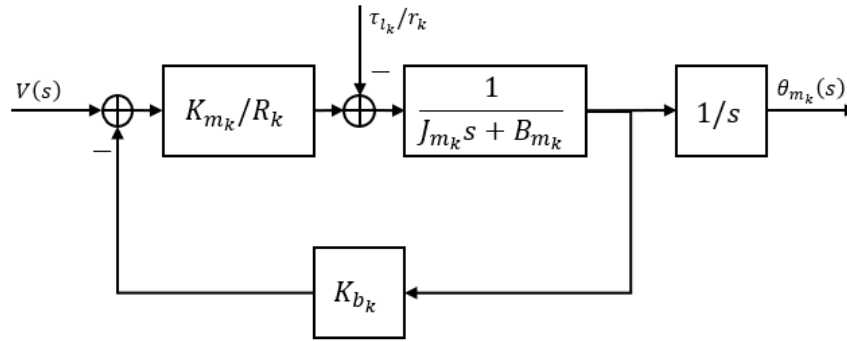 τ_{l_k}/r_k
V(s)
−
K_{m_k}/R_k
−
1
J_{m_k}s + B_{m_k}
1/s
θ_{m_k}(s)
K_{b_k}